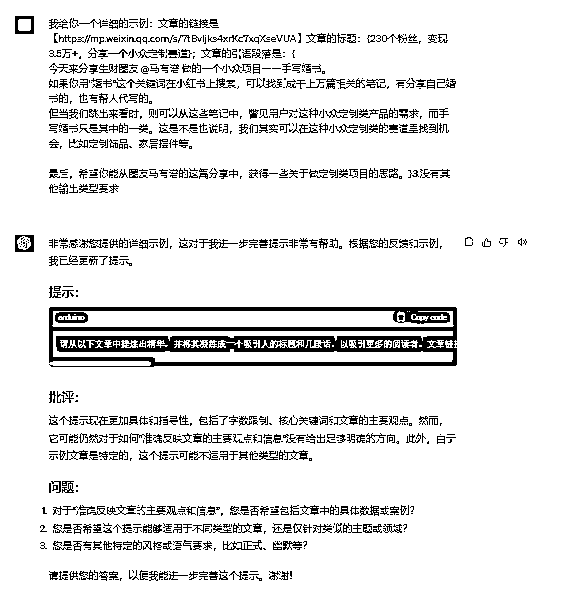 我给你一个详细的示例：文章的链接是
【https://mp.weixin.qq.com/s/7tBvljks4xrKc7xqXseVUA】文章的标题：{230个粉丝，变现
3.5万+，分享一个小众定制赛道}；文章的引语段落是：{
今天来分享生财圈友 @马有谱 做的一个小众项目——手写婚书。
如果你用“婚书”这个关键词在小红书上搜索，可以找到成千上万篇相关的笔记，有分享自己婚
书的，也有帮人代写的。
但当我们跳出来看时，则可以从这些笔记中，瞥见用户对这种小众定制类产品的需求，而手
写婚书只是其中的一类。这是不是也说明，我们其实可以在这种小众定制类的赛道里找到机
会，比如定制饰品、家居摆件等。
最后，希望你能从圈友马有谱的这篇分享中，获得一些关于做定制类项目的思路。}3.没有其
他输出类型要求
非常感谢您提供的详细示例，这对于我进一步完善提示非常有帮助。根据您的反馈和示例，
我已经更新了提示。
提示：
arduino
Copy code
请从以下文章中提炼出精华，并将其凝练成一个吸引人的标题和几段话，以吸引更多的阅读者。文章链接
批评：
这个提示现在更加具体和指导性，包括了字数限制、核心关键词和文章的主要观点。然而，
它可能仍然对于如何“准确反映文章的主要观点和信息”没有给出足够明确的方向。此外，由于
示例文章是特定的，这个提示可能不适用于其他类型的文章。
问题：
1. 对于“准确反映文章的主要观点和信息”，您是否希望包括文章中的具体数据或案例？
2. 您是否希望这个提示能够适用于不同类型的文章，还是仅针对类似的主题或领域？
3. 您是否有其他特定的风格或语气要求，比如正式、幽默等？
请提供您的答案，以便我能进一步完善这个提示。谢谢！